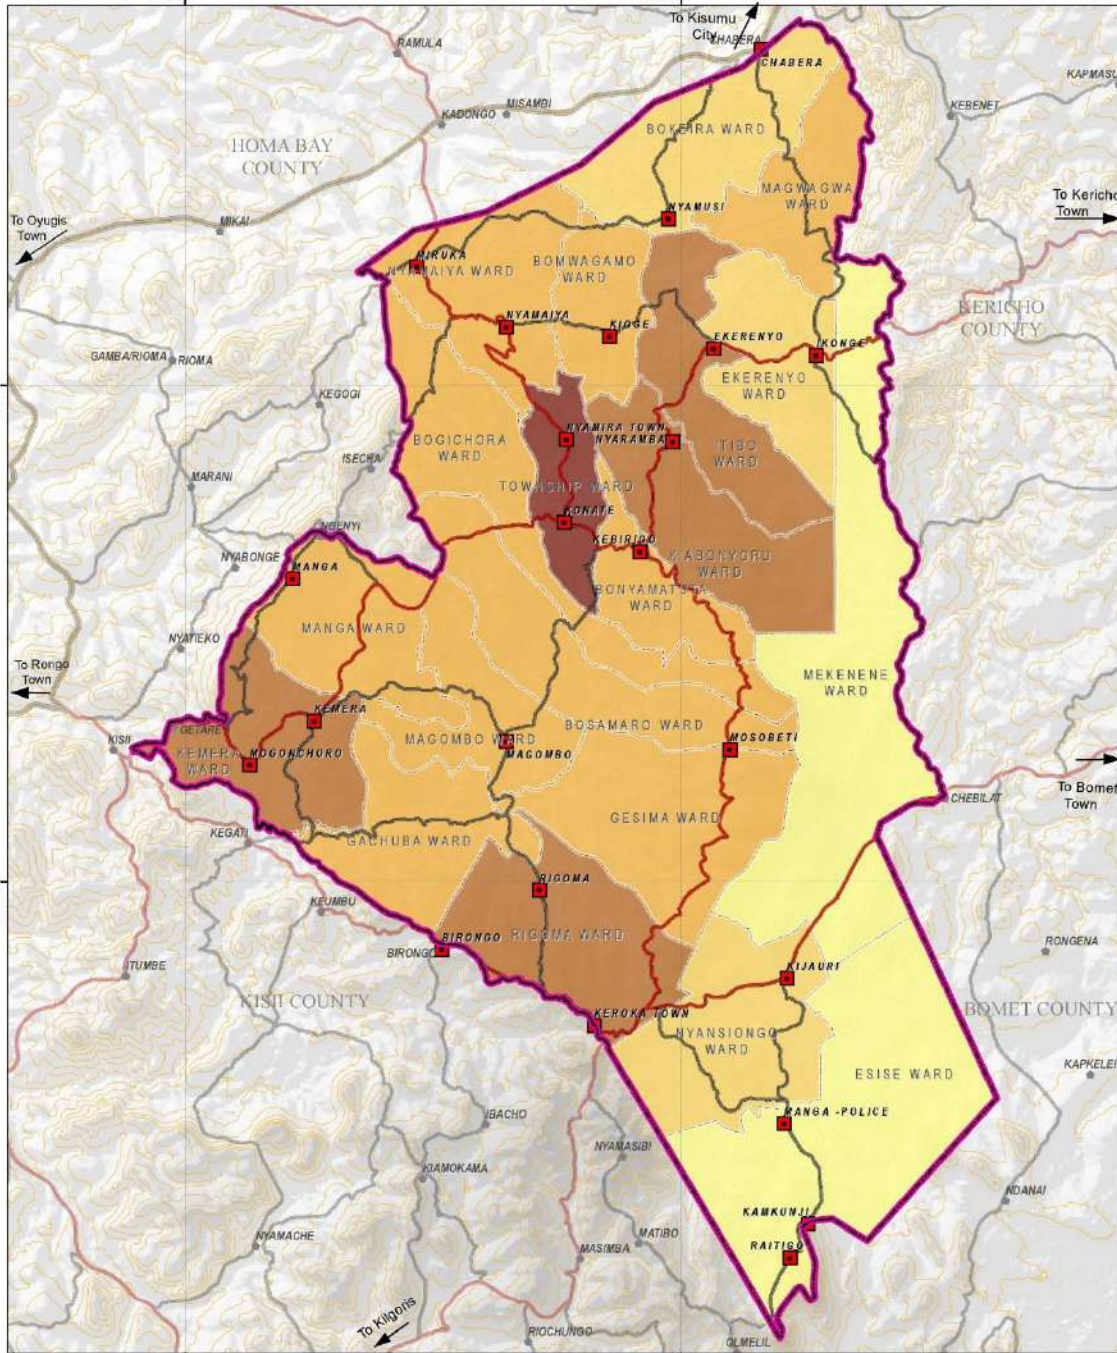 To Kisumu
City
CHABERA
CHABERA
RAMULA
KAPMASU
KADONGO
MISAMBI
KEBENET
BOKEIRA WARD
HOMA BAY
COUNTY
MAGWAGWA
WARD
To Kericho
Town
To Oyugis
Town
MIKAI
NYAMUSI
MIRUKA
NYAMAIYA WARD
BOMWAGAMO
WARD
KERICHO
COUNTY
NYAMAIYA
KIOGE
EKERENYO
IKONGE
GAMBA/RIOMA
RIOMA
EKERENYO
WARD
KEGOGI
BOGICHORA
WARD
NYAMIRA TOWN
NYARAMBA
ITIBO
WARD
ISECHA
MARANI
TOWNSHIP WARD
KONATE
NGENYI
KEBIRIGO
KIABONYORU
WARD
NYABONGE
MANGA
BONYAMATUTA
WARD
MANGA WARD
NYATIEKO
To Rongo
Town
MEKENENE
WARD
KEMERA
GETARE
BOSAMARO WARD
KISII
MAGOMBO WARD
MOSOBETI
KEMERA
WARD
MOGONCHORO
MAGOMBO
To Bomet
Town
CHEBILAT
GESIMA WARD
KEGATI
GACHUBA WARD
RIGOMA
KEUMBU
RIGOMA WARD
BIRONGO
BIRONGO
RONGENA
ITUMBE
KIJAURI
KISII COUNTY
BOMET COUNTY
KEROKA TOWN
NYANSIONGO
WARD
ESISE WARD
KAPKELEI
IBACHO
MANGA -POLICE
NYAMASIBI
KIAMOKAMA
NDANAI
KAMKUNJI
NYAMACHE
MATIBO
MASIMBA
RAITIGO
To Kilgoris
RIOCHUNGO
OLMELIL